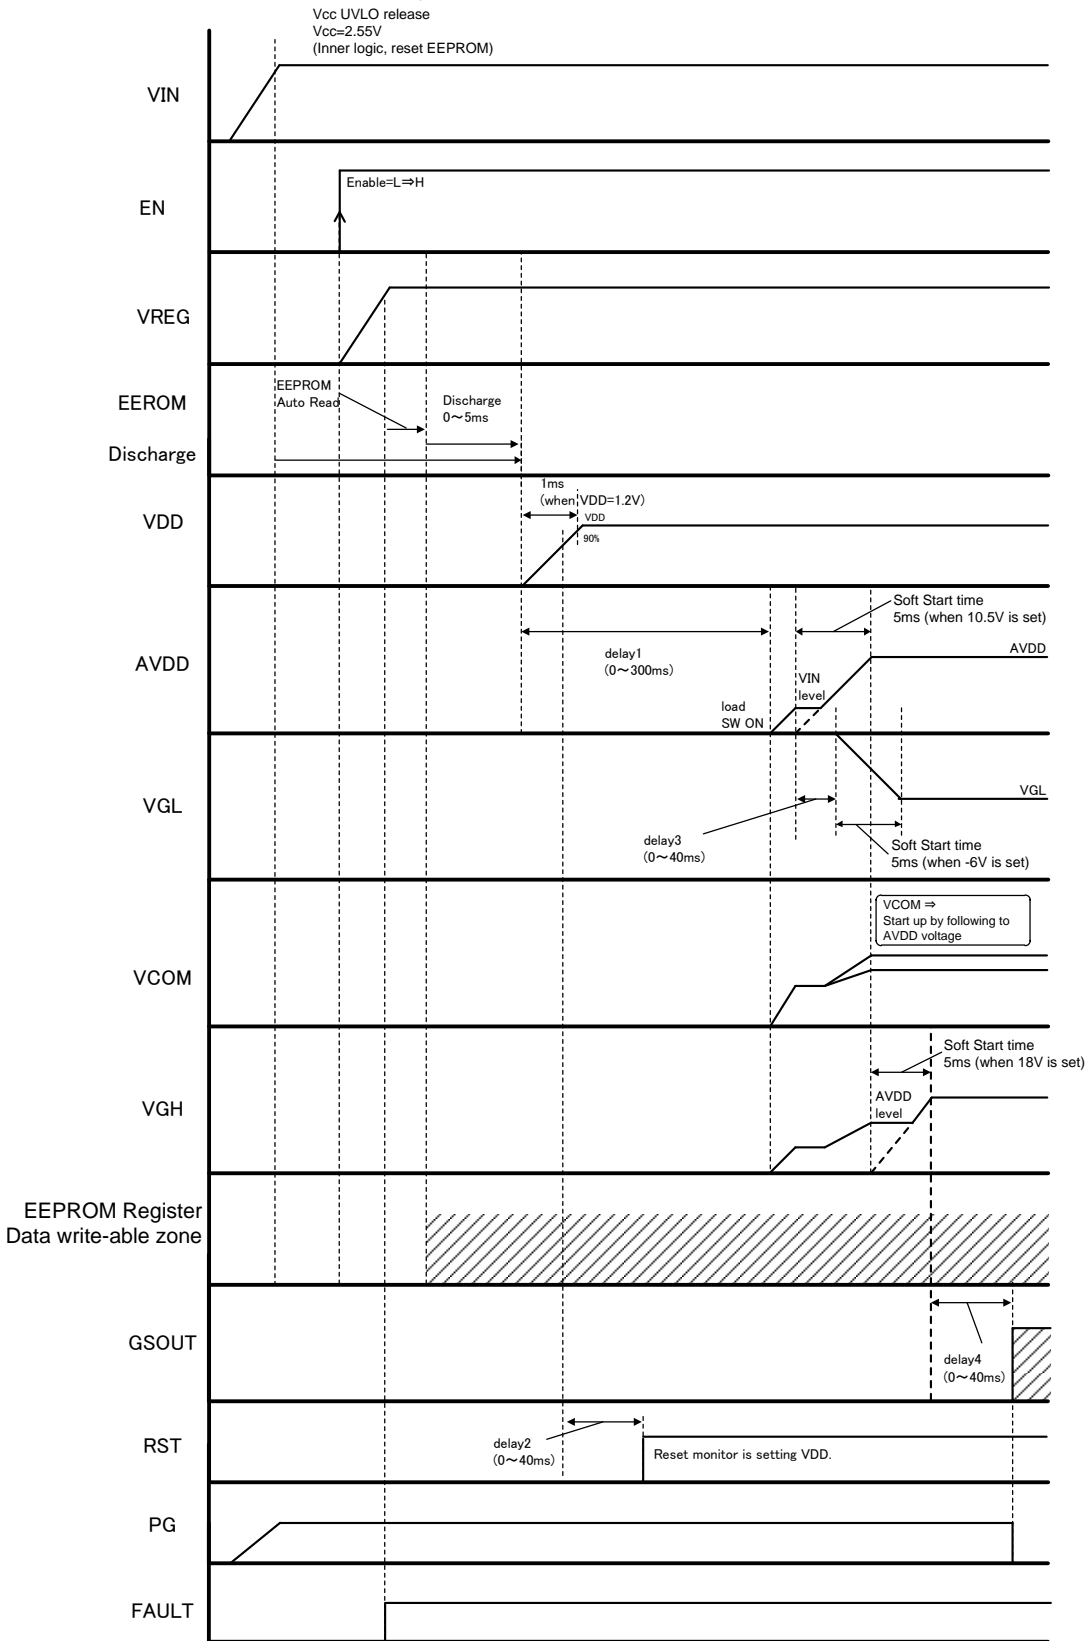 Vcc UVLO release
Vcc=2.55V
(Inner logic, reset EEPROM)
VIN
Enable=L⇒H
EN
VREG
EEPROM
Auto Read
Discharge
0～5ms
EEROM
Discharge
1ms
(when VDD=1.2V)
VDD
VDD
90%
Soft Start time
5ms (when 10.5V is set)
AVDD
AVDD
delay1
(0～300ms)
VIN
level
load
SW ON
VGL
VGL
delay3
(0～40ms)
Soft Start time
5ms (when -6V is set)
VCOM ⇒
Start up by following to
AVDD voltage
VCOM
Soft Start time
5ms (when 18V is set)
VGH
AVDD
level
EEPROM Register
Data write-able zone
GSOUT
delay4
(0～40ms)
RST
delay2
(0～40ms)
Reset monitor is setting VDD.
PG
FAULT